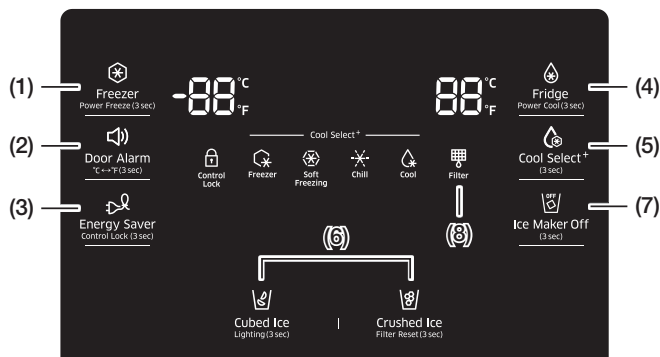 (1)
Freezer
Power Freeze (3 sec)
-88 °C °F
88 °C °F
Fridge
Power Cool (3 sec)
(4)
(2)
Door Alarm
°C↔°F (3 sec)
Cool Select+
Control Lock
Freezer
Soft Freezing
Chill
Cool
Filter
Cool Select+
(3 sec)
(5)
(3)
Energy Saver
Control Lock (3 sec)
(6)
(8)
OFF
Ice Maker Off
(3 sec)
(7)
Cubed Ice
Lighting (3 sec)
|
Crushed Ice
Filter Reset (3 sec)